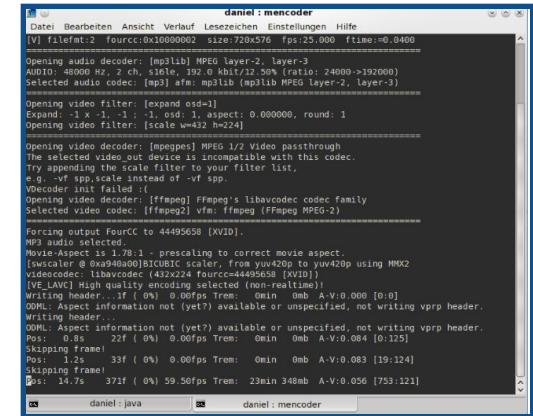 daniel : mencoder
Datei Bearbeiten Ansicht Verlauf Lesezeichen Einstellungen Hilfe
[V] filefmt:2 fourcc:0x10000002 size:720x576 fps:25.000 ftime:=0.0400
==========================================================================
Opening audio decoder: [mp3lib] MPEG layer-2, layer-3
AUDIO: 48000 Hz, 2 ch, s16le, 192.0 kbit/12.50% (ratio: 24000->192000)
Selected audio codec: [mp3] afm: mp3lib (mp3lib MPEG layer-2, layer-3)
==========================================================================
Opening video filter: [expand osd=1]
Expand: -1 x -1, -1 ; -1, osd: 1, aspect: 0.000000, round: 1
Opening video filter: [scale w=432 h=224]
==========================================================================
Opening video decoder: [mpegpes] MPEG 1/2 Video passthrough
The selected video_out device is incompatible with this codec.
Try appending the scale filter to your filter list,
e.g. -vf spp,scale instead of -vf spp.
VDecoder init failed :(
Opening video decoder: [ffmpeg] FFmpeg's libavcodec codec family
Selected video codec: [ffmpeg2] vfm: ffmpeg (FFmpeg MPEG-2)
==========================================================================
Forcing output FourCC to 44495658 [XVID].
MP3 audio selected.
Movie-Aspect is 1.78:1 - prescaling to correct movie aspect.
[swscaler @ 0xa940a00]BICUBIC scaler, from yuv420p to yuv420p using MMX2
videocodec: libavcodec (432x224 fourcc=44495658 [XVID])
[VE_LAVC] High quality encoding selected (non-realtime)!
Writing header...1f ( 0%) 0.00fps Trem: 0min 0mb A-V:0.000 [0:0]
ODML: Aspect information not (yet?) available or unspecified, not writing vprp header.
Writing header...
ODML: Aspect information not (yet?) available or unspecified, not writing vprp header.
Pos: 0.8s 22f ( 0%) 0.00fps Trem: 0min 0mb A-V:0.084 [0:125]
Skipping frame!
Pos: 1.2s 33f ( 0%) 0.00fps Trem: 0min 0mb A-V:0.083 [19:124]
Skipping frame!
Pos: 14.7s 371f ( 0%) 59.50fps Trem: 23min 348mb A-V:0.056 [753:121]
daniel : java
daniel : mencoder